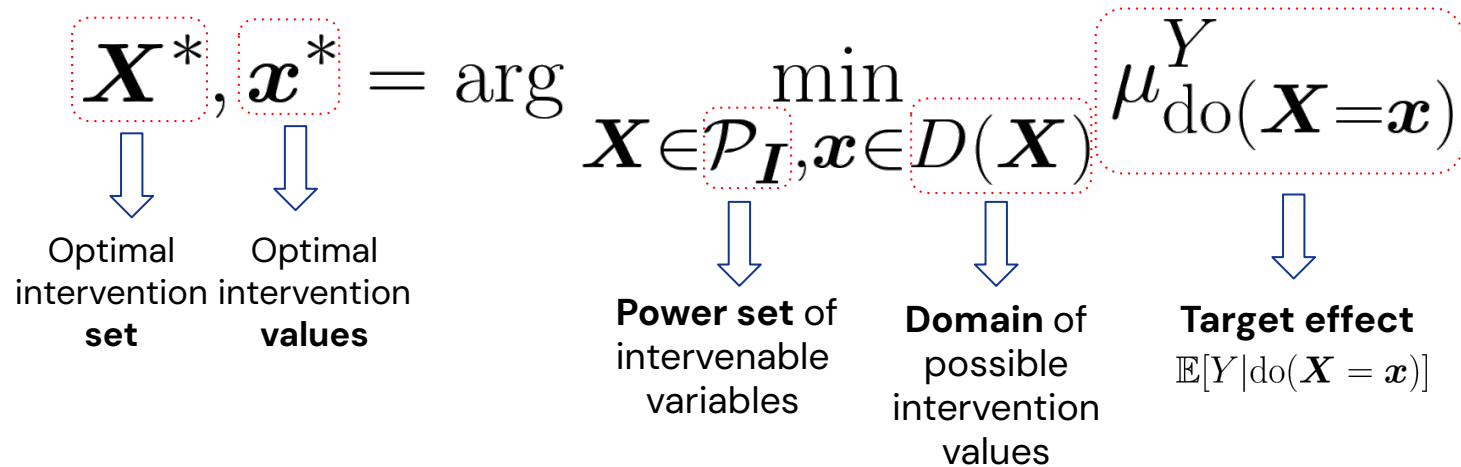 X*, x* = arg min X∈P_I, x∈D(X) μ^Y_do(X=x)
Optimal
intervention
set
Optimal
intervention
values
Power set of
intervenable
variables
Domain of
possible
intervention
values
Target effect
𝔼[Y|do(X = x)]